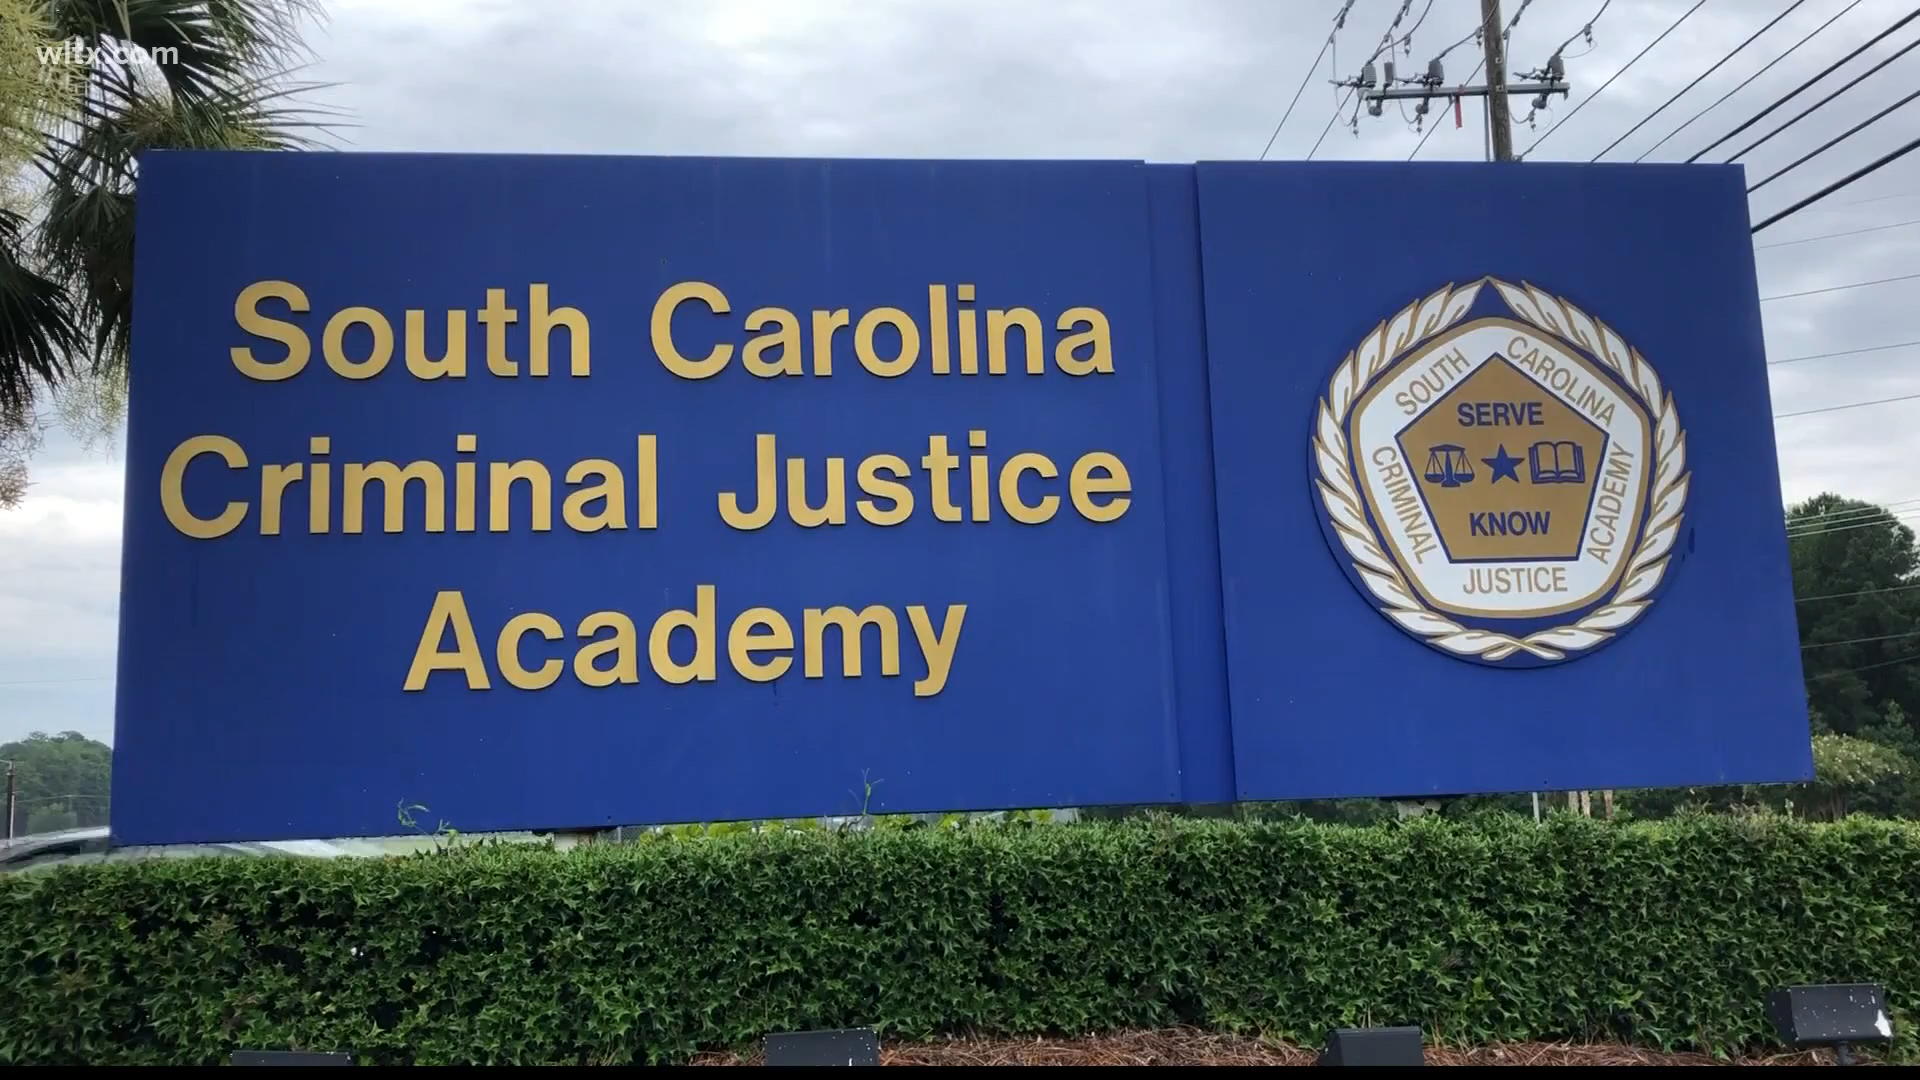 wltx.com
South Carolina
Criminal Justice
Academy
SOUTH CAROLINA
CRIMINAL JUSTICE ACADEMY
SERVE
KNOW